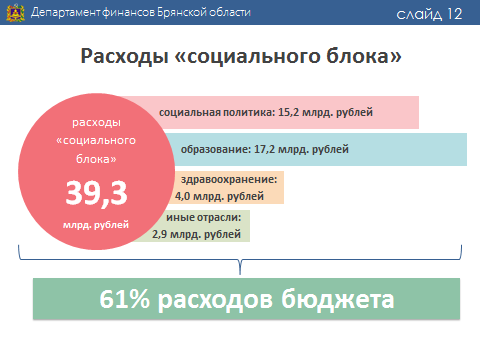 Департамент финансов Брянской области
слайд 12
Расходы «социального блока»
расходы
«социального
блока»
39,3
млрд. рублей
социальная политика: 15,2 млрд. рублей
образование: 17,2 млрд. рублей
здравоохранение:
4,0 млрд. рублей
иные отрасли:
2,9 млрд. рублей
61% расходов бюджета